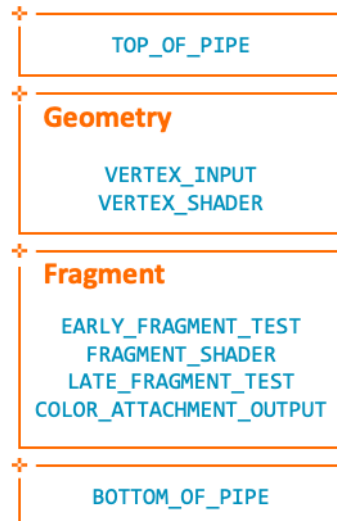 TOP_OF_PIPE
Geometry
VERTEX_INPUT
VERTEX_SHADER
Fragment
EARLY_FRAGMENT_TEST
FRAGMENT_SHADER
LATE_FRAGMENT_TEST
COLOR_ATTACHMENT_OUTPUT
BOTTOM_OF_PIPE